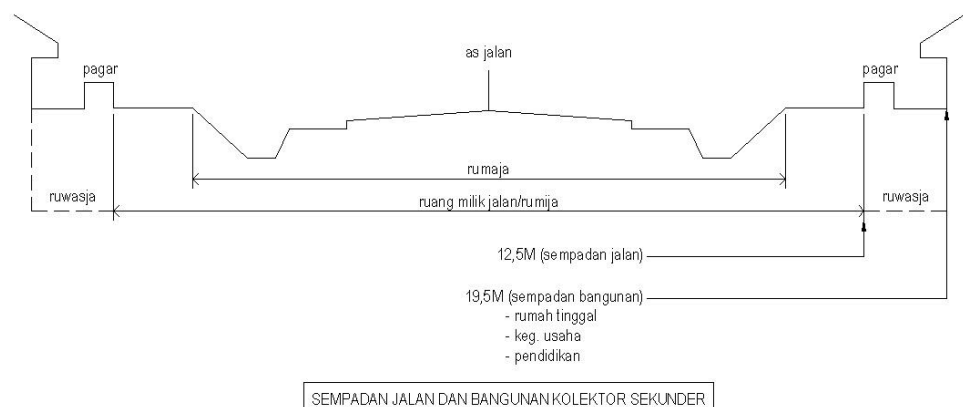 as jalan
pagar
pagar
rumaja
ruwasja
ruang milik jalan/rumija
ruwasja
12,5M (sempadan jalan)
19,5M (sempadan bangunan)
- rumah tinggal
- keg. usaha
- pendidikan
SEMPADAN JALAN DAN BANGUNAN KOLEKTOR SEKUNDER